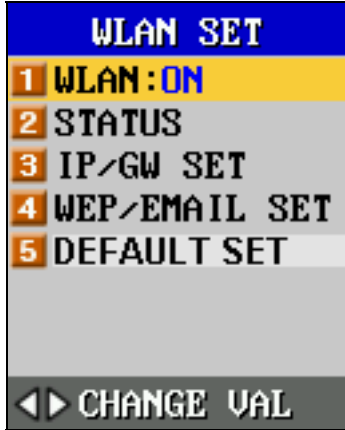 WLAN SET
1 WLAN:ON
2 STATUS
3 IP/GW SET
4 WEP/EMAIL SET
5 DEFAULT SET
CHANGE VAL